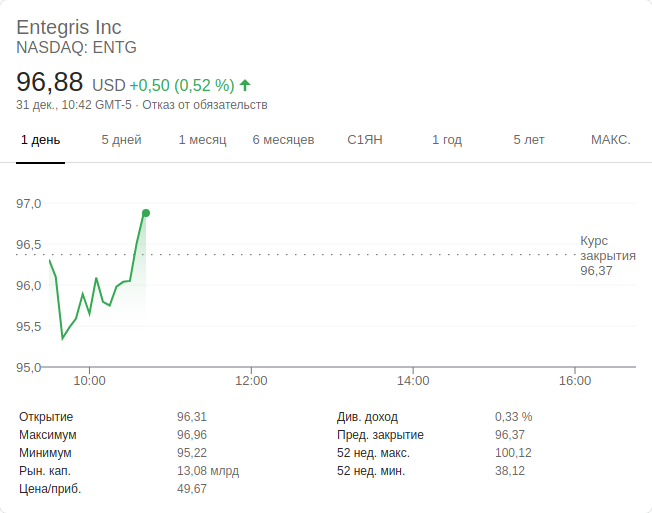 Entegris Inc
NASDAQ: ENTG
96,88 USD +0,50 (0,52 %)
31 дек., 10:42 GMT-5 · Отказ от обязательств
1 день 5 дней 1 месяц 6 месяцев С1ЯН 1 год 5 лет МАКС.
97,0
96,5
96,0
95,5
95,0
Курс
закрытия
96,37
10:00 12:00 14:00 16:00
Открытие 96,31
Максимум 96,96
Минимум 95,22
Рын. кап. 13,08 млрд
Цена/приб. 49,67
Див. доход 0,33 %
Пред. закрытие 96,37
52 нед. макс. 100,12
52 нед. мин. 38,12